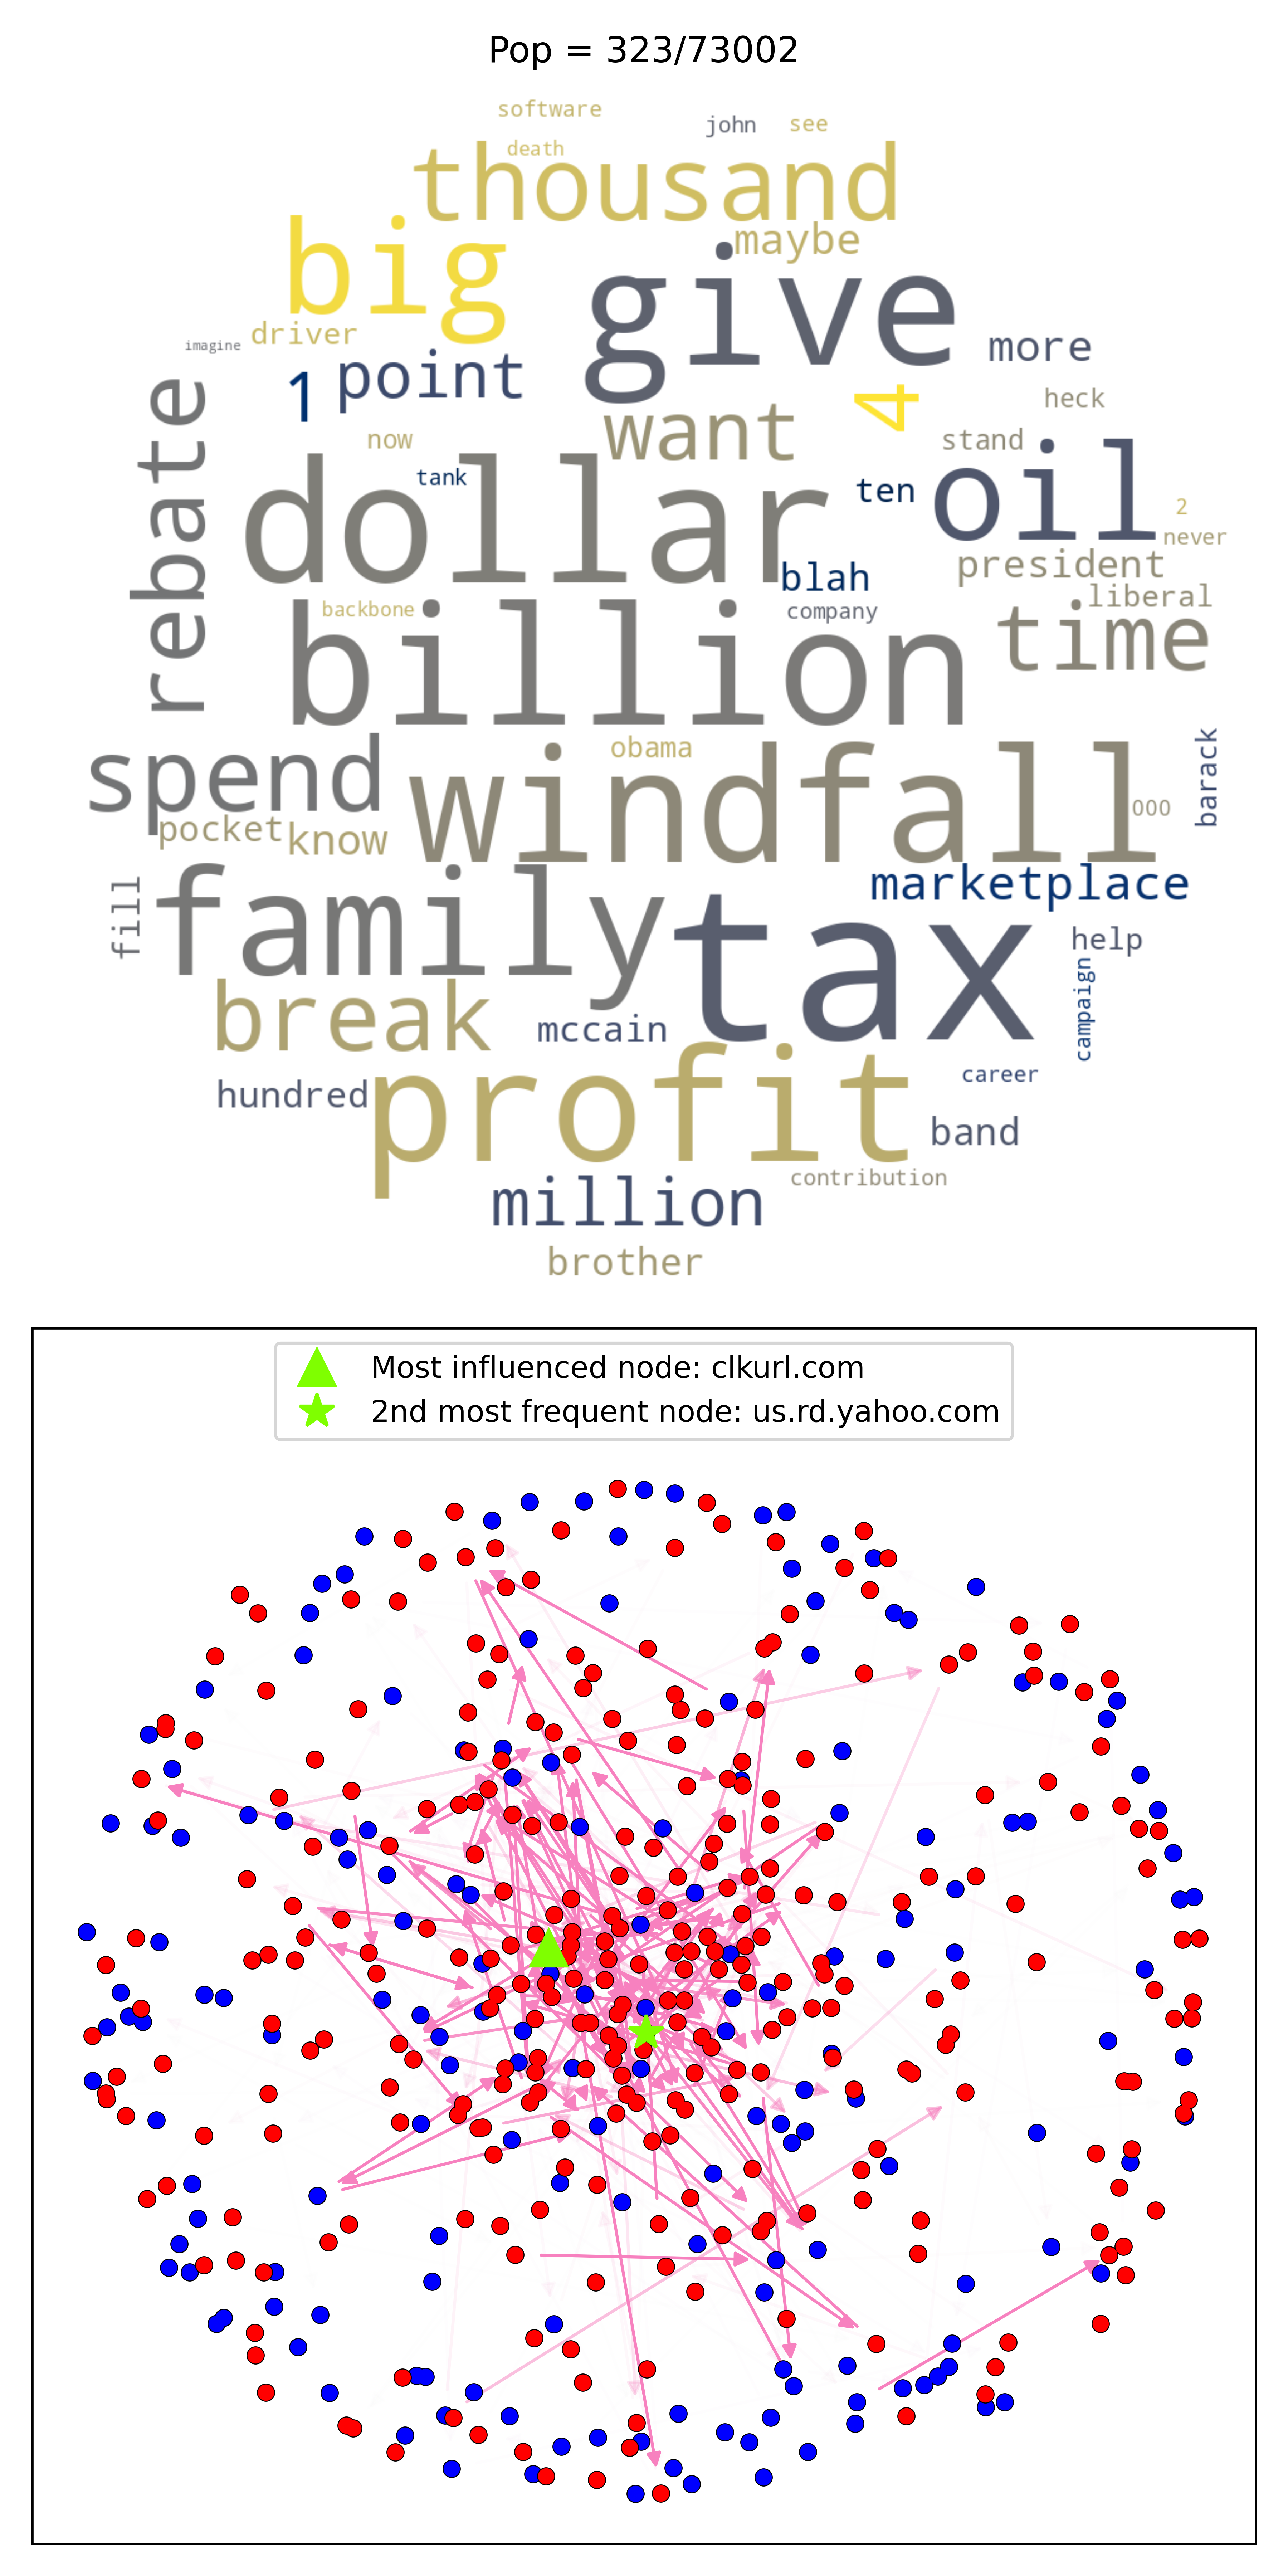 Pop = 323/73002
software
john see
death
thousand
maybe
big
give
driver
imagine
more
point
1
4
heck
rebate
want
now
stand
oil
tank
dollar
ten
2
never
president
blah
liberal
backbone
company
time
billion
obama
barack
spend
windfall
000
pocket
know
marketplace
fill
family
tax
help
campaign
break
mccain
career
hundred
profit
band
contribution
million
brother
Most influenced node: clkurl.com
2nd most frequent node: us.rd.yahoo.com